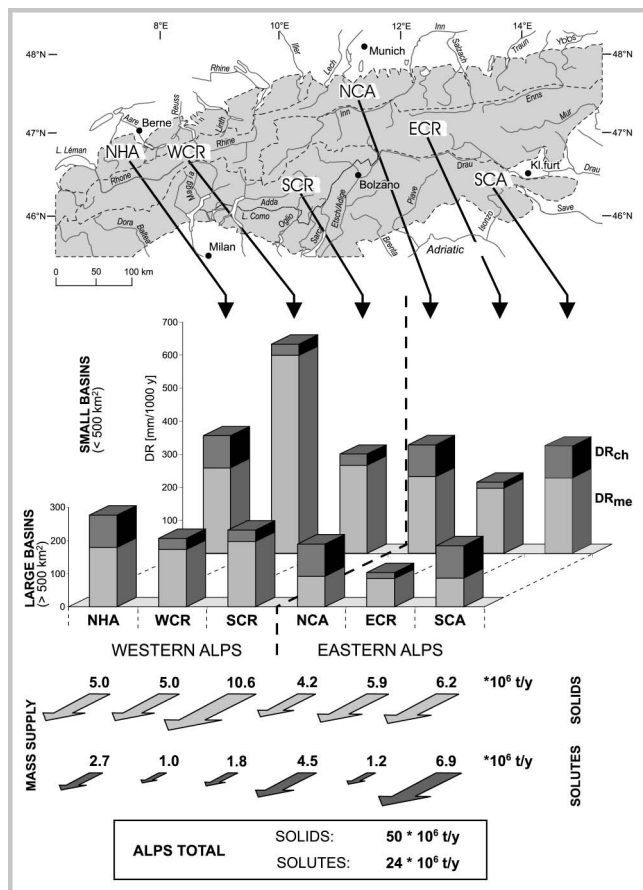 8°E 10°E 12°E 14°E
48°N 48°N
47°N 47°N
46°N 46°N
Iller Lech Munich Inn Salzach Traun Ybbs
Rhine
Aare Berne Reuss Linth Rhine
NCA Inn Enns
ECR Mur
L. Léman NHA WCR
Rhone
SCR Bolzano Drau Kl.furt Drau
SCA
Adda
L. Como Oglio Sarca Etsch/Adige Piave Isonzo Save
Dora Baltea
Milan Brenta Adriatic
0 50 100 km
SMALL BASINS
(< 500 km²)
DR [mm/1000 y]
700
600
500
400
300
200
100
DRch
DRme
LARGE BASINS
(> 500 km²)
300
200
100
0
NHA WCR SCR NCA ECR SCA
WESTERN ALPS EASTERN ALPS
MASS SUPPLY
5.0 5.0 10.6 4.2 5.9 6.2 *10⁶ t/y
SOLIDS
2.7 1.0 1.8 4.5 1.2 6.9 *10⁶ t/y
SOLUTES
ALPS TOTAL
SOLIDS: 50 * 10⁶ t/y
SOLUTES: 24 * 10⁶ t/y